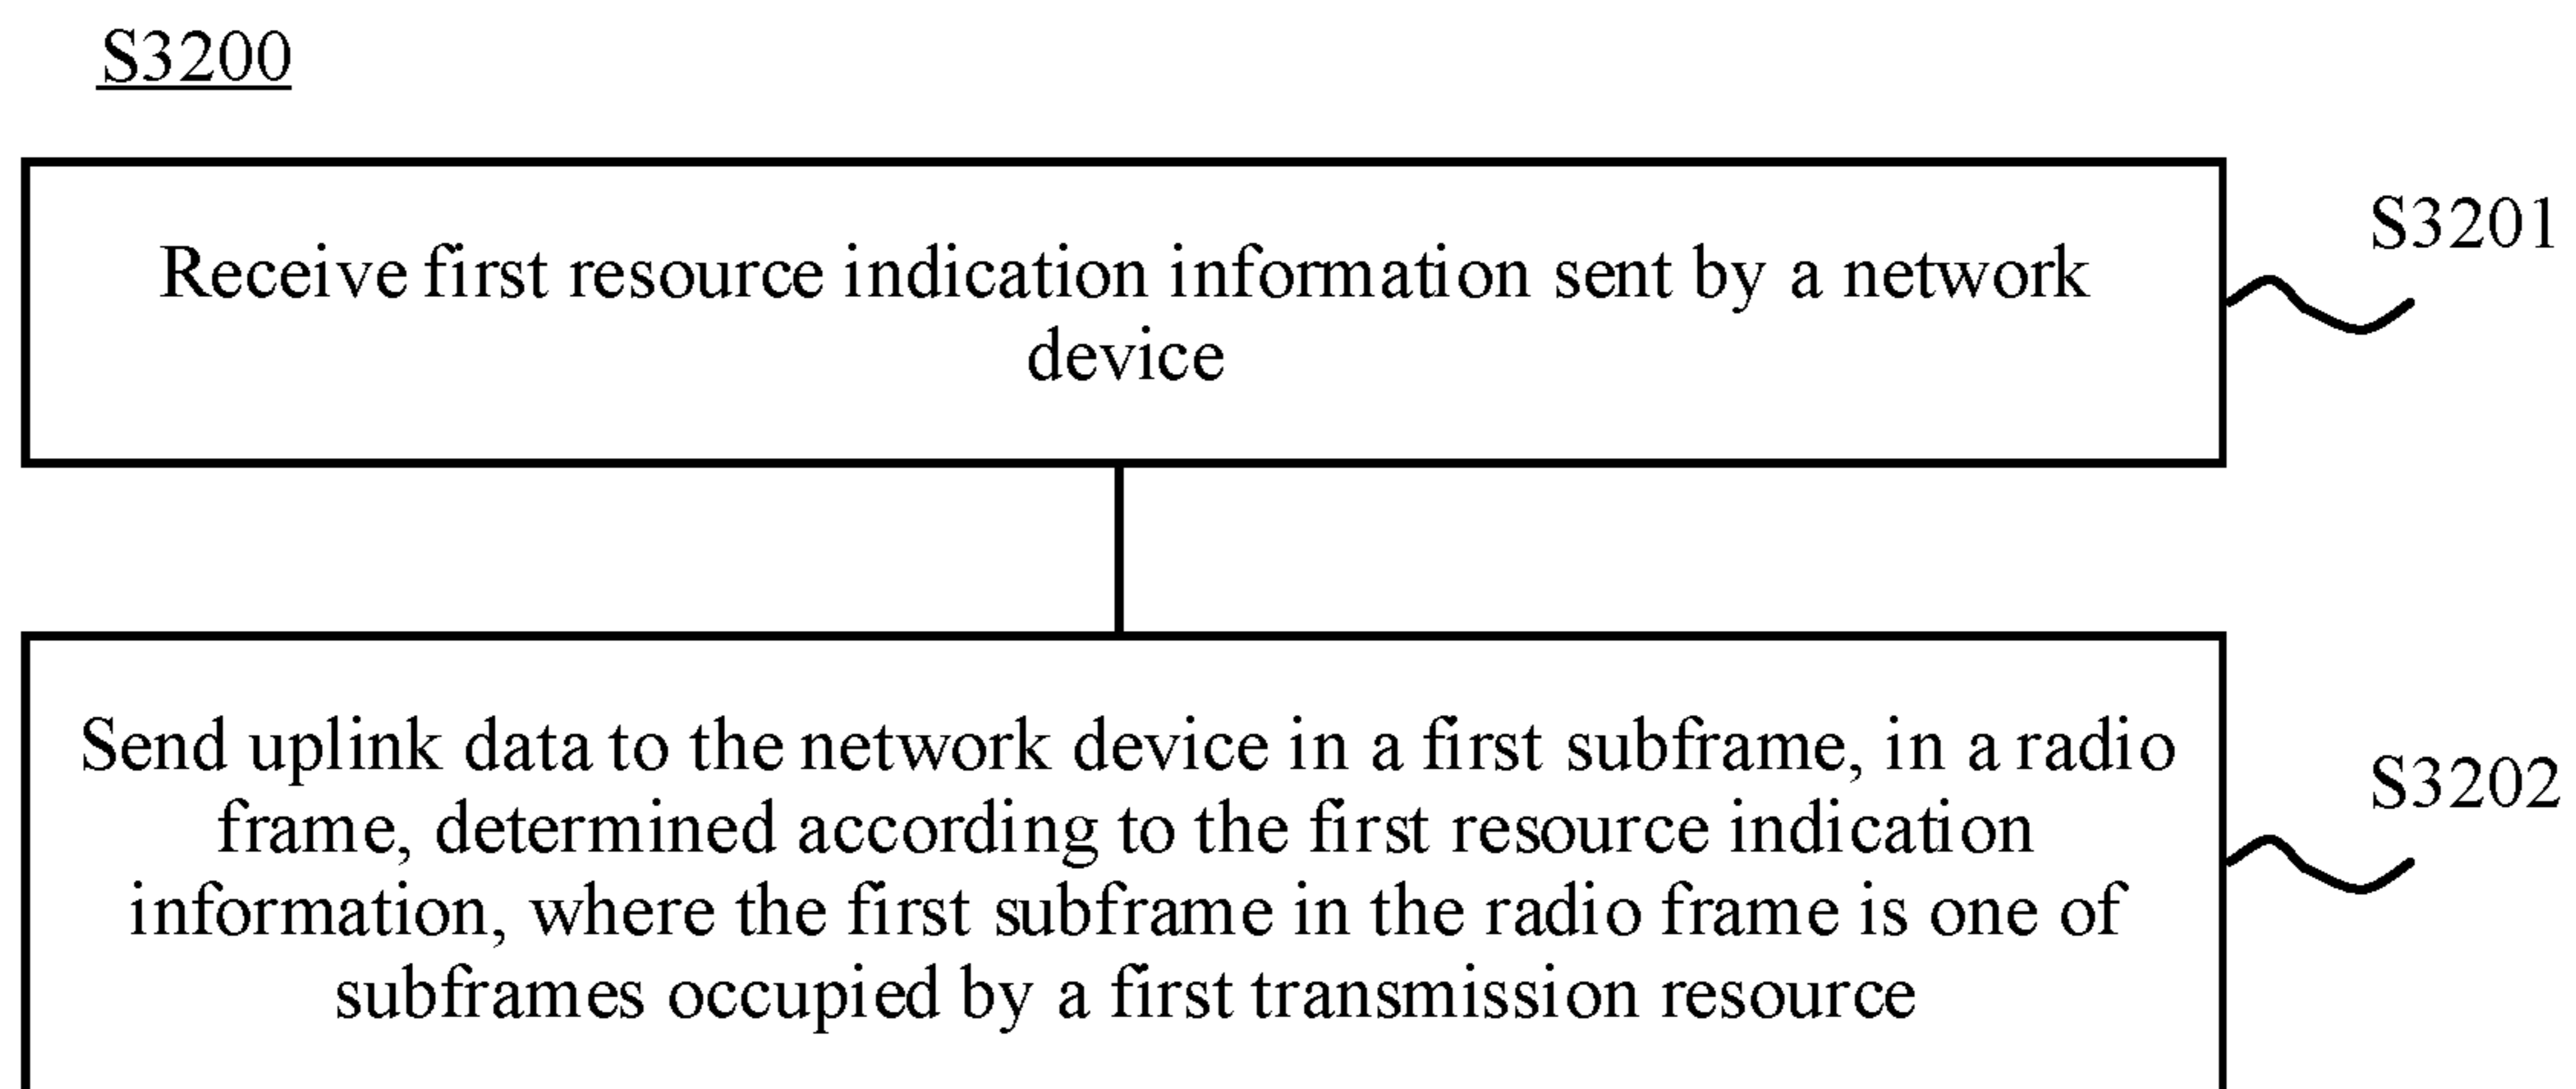 S3200
Receive first resource indication information sent by a network
device
S3201
Send uplink data to the network device in a first subframe, in a radio
frame, determined according to the first resource indication
information, where the first subframe in the radio frame is one of
subframes occupied by a first transmission resource
S3202